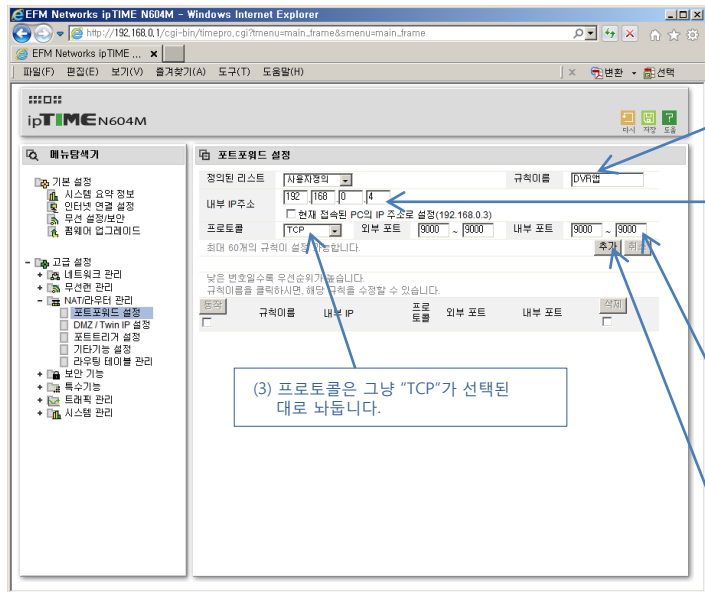 EFM Networks ipTIME N604M - Windows Internet Explorer
http://192.168.0.1/cgi-bin/timepro.cgi?tmenu=main_frame&smenu=main_frame
EFM Networks ipTIME ...
파일(F) 편집(E) 보기(V) 즐겨찾기(A) 도구(T) 도움말(H)
변환 선택
ipTIME N604M
다시 저장 도움
메뉴탐색기
기본 설정
시스템 요약 정보
인터넷 연결 설정
무선 설정/보안
펌웨어 업그레이드
고급 설정
네트워크 관리
무선랜 관리
NAT/라우터 관리
포트포워드 설정
DMZ / Twin IP 설정
포트트리거 설정
기타기능 설정
라우팅 테이블 관리
보안 기능
특수기능
트래픽 관리
시스템 관리
포트포워드 설정
정의된 리스트 사용자정의 규칙이름 DVR앱
내부 IP주소 192 . 168 . 0 . 4
현재 접속된 PC의 IP 주소로 설정(192.168.0.3)
프로토콜 TCP 외부 포트 9000 ~ 9000 내부 포트 9000 ~ 9000
최대 60개의 규칙이 설정 가능합니다. 추가 취소
낮은 번호일수록 우선순위가 높습니다.
규칙이름을 클릭하시면, 해당 규칙을 수정할 수 있습니다.
동작 규칙이름 내부 IP 프로토콜 외부 포트 내부 포트 삭제
(3) 프로토콜은 그냥 "TCP"가 선택된
대로 놔둡니다.